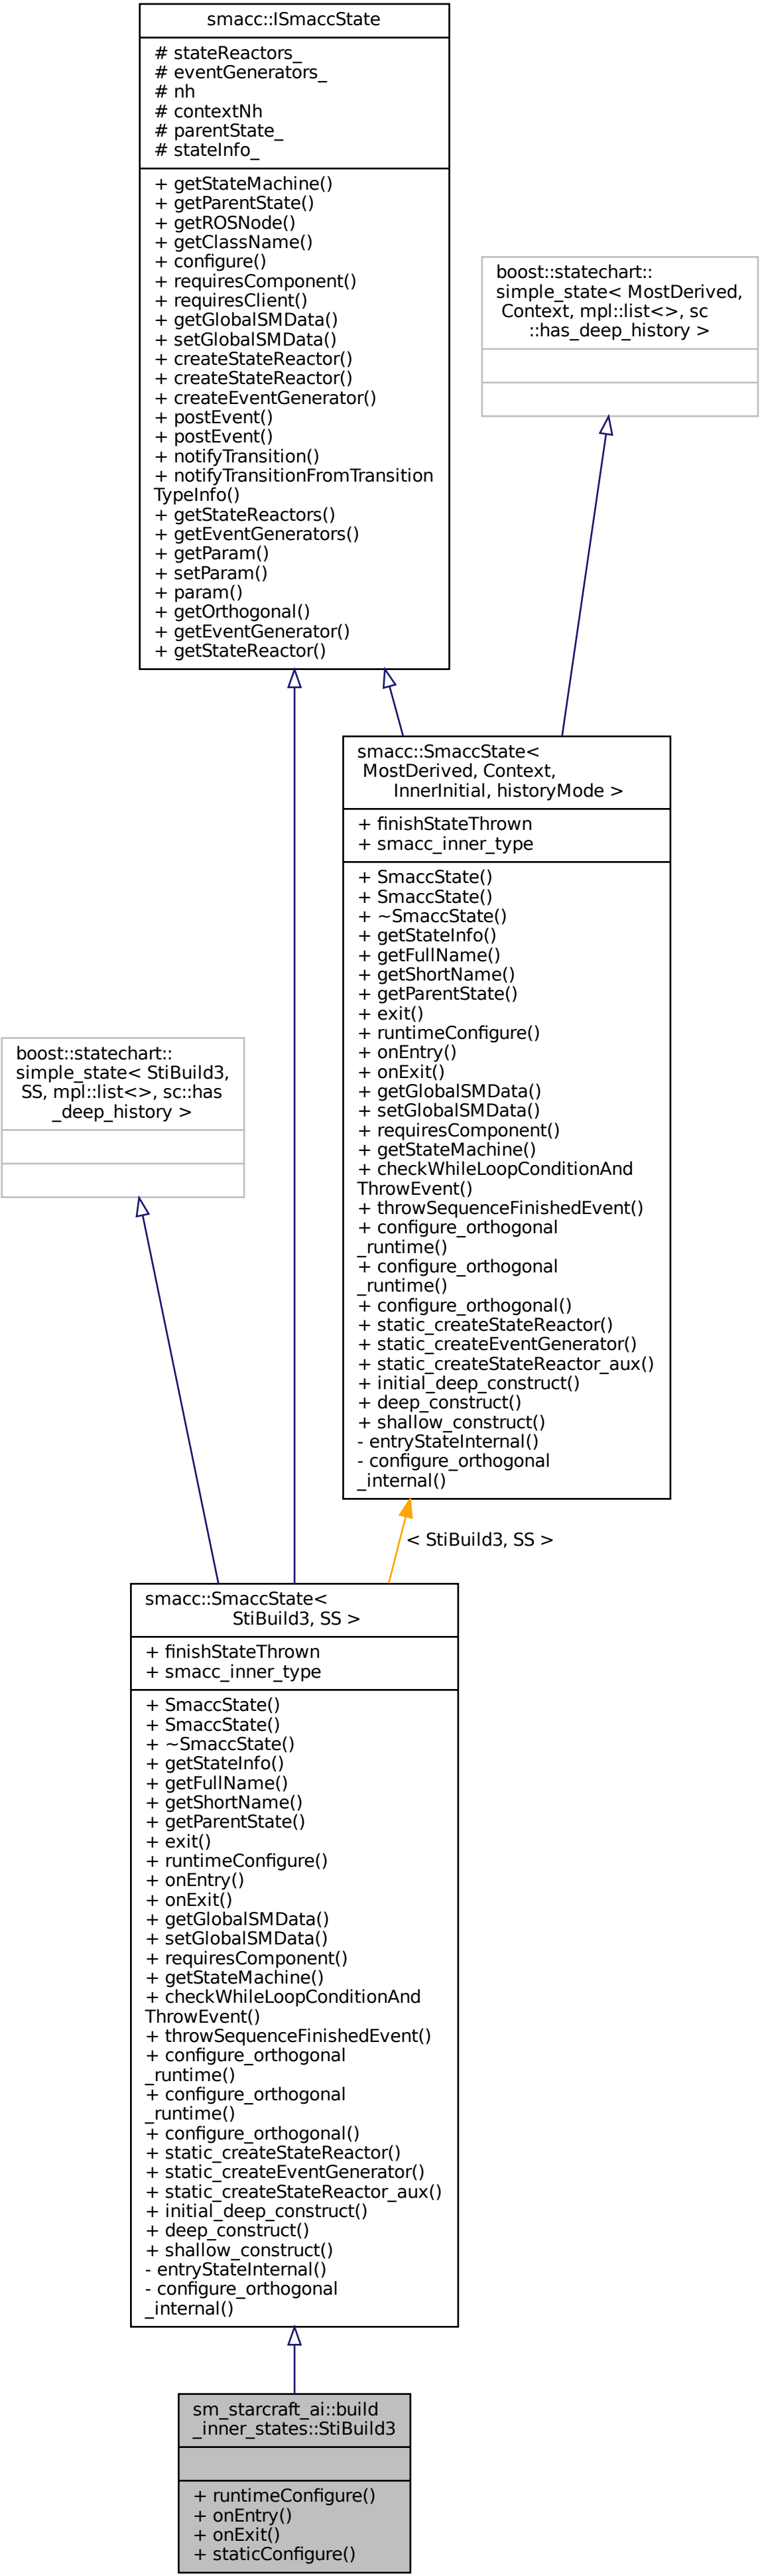 smacc::ISmaccState
# stateReactors_
# eventGenerators_
# nh
# contextNh
# parentState_
# stateInfo_
+ getStateMachine()
+ getParentState()
+ getROSNode()
+ getClassName()
+ configure()
+ requiresComponent()
+ requiresClient()
+ getGlobalSMData()
+ setGlobalSMData()
+ createStateReactor()
+ createStateReactor()
+ createEventGenerator()
+ postEvent()
+ postEvent()
+ notifyTransition()
+ notifyTransitionFromTransition
TypeInfo()
+ getStateReactors()
+ getEventGenerators()
+ getParam()
+ setParam()
+ param()
+ getOrthogonal()
+ getEventGenerator()
+ getStateReactor()
boost::statechart::
simple_state< MostDerived,
Context, mpl::list<>, sc
::has_deep_history >
smacc::SmaccState<
MostDerived, Context,
InnerInitial, historyMode >
+ finishStateThrown
+ smacc_inner_type
+ SmaccState()
+ SmaccState()
+ ~SmaccState()
+ getStateInfo()
+ getFullName()
+ getShortName()
+ getParentState()
+ exit()
+ runtimeConfigure()
+ onEntry()
+ onExit()
+ getGlobalSMData()
+ setGlobalSMData()
+ requiresComponent()
+ getStateMachine()
+ checkWhileLoopConditionAnd
ThrowEvent()
+ throwSequenceFinishedEvent()
+ configure_orthogonal
_runtime()
+ configure_orthogonal
_runtime()
+ configure_orthogonal()
+ static_createStateReactor()
+ static_createEventGenerator()
+ static_createStateReactor_aux()
+ initial_deep_construct()
+ deep_construct()
+ shallow_construct()
- entryStateInternal()
- configure_orthogonal
_internal()
boost::statechart::
simple_state< StiBuild3,
SS, mpl::list<>, sc::has
_deep_history >
< StiBuild3, SS >
smacc::SmaccState<
StiBuild3, SS >
+ finishStateThrown
+ smacc_inner_type
+ SmaccState()
+ SmaccState()
+ ~SmaccState()
+ getStateInfo()
+ getFullName()
+ getShortName()
+ getParentState()
+ exit()
+ runtimeConfigure()
+ onEntry()
+ onExit()
+ getGlobalSMData()
+ setGlobalSMData()
+ requiresComponent()
+ getStateMachine()
+ checkWhileLoopConditionAnd
ThrowEvent()
+ throwSequenceFinishedEvent()
+ configure_orthogonal
_runtime()
+ configure_orthogonal
_runtime()
+ configure_orthogonal()
+ static_createStateReactor()
+ static_createEventGenerator()
+ static_createStateReactor_aux()
+ initial_deep_construct()
+ deep_construct()
+ shallow_construct()
- entryStateInternal()
- configure_orthogonal
_internal()
sm_starcraft_ai::build
_inner_states::StiBuild3
+ runtimeConfigure()
+ onEntry()
+ onExit()
+ staticConfigure()